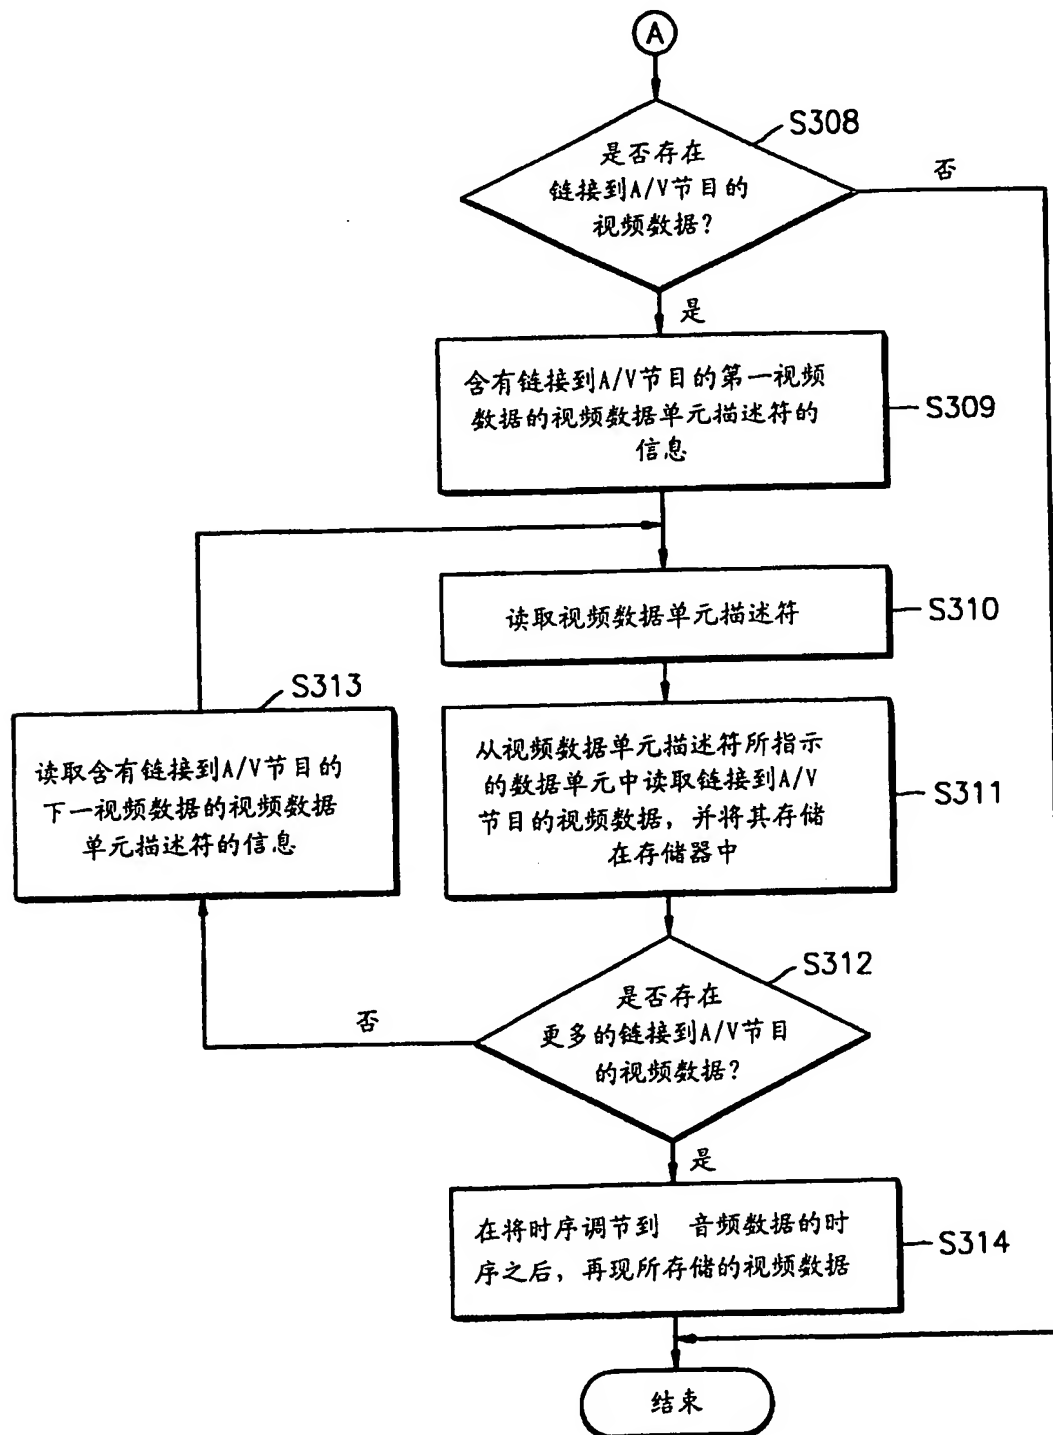 A
S308
是否存在
链接到A/V节目的
视频数据?
否
是
含有链接到A/V节目的第一视频
数据的视频数据单元描述符的
信息
S309
读取视频数据单元描述符
S310
S313
读取含有链接到A/V节目的
下一视频数据的视频数据
单元描述符的信息
从视频数据单元描述符所指示
的数据单元中读取链接到A/V
节目的视频数据，并将其存储
在存储器中
S311
S312
是否存在
更多的链接到A/V节目
的视频数据?
否
是
在将时序调节到 音频数据的时
序之后，再现所存储的视频数据
S314
结束